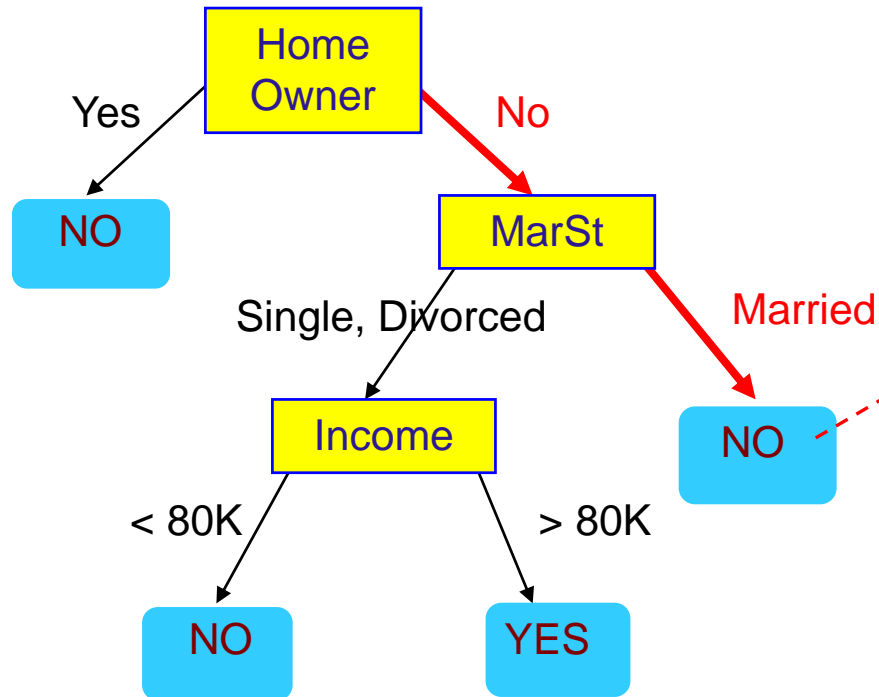 Home
Owner
Yes
No
NO
MarSt
Single, Divorced
Married
Income
NO
< 80K
> 80K
NO
YES